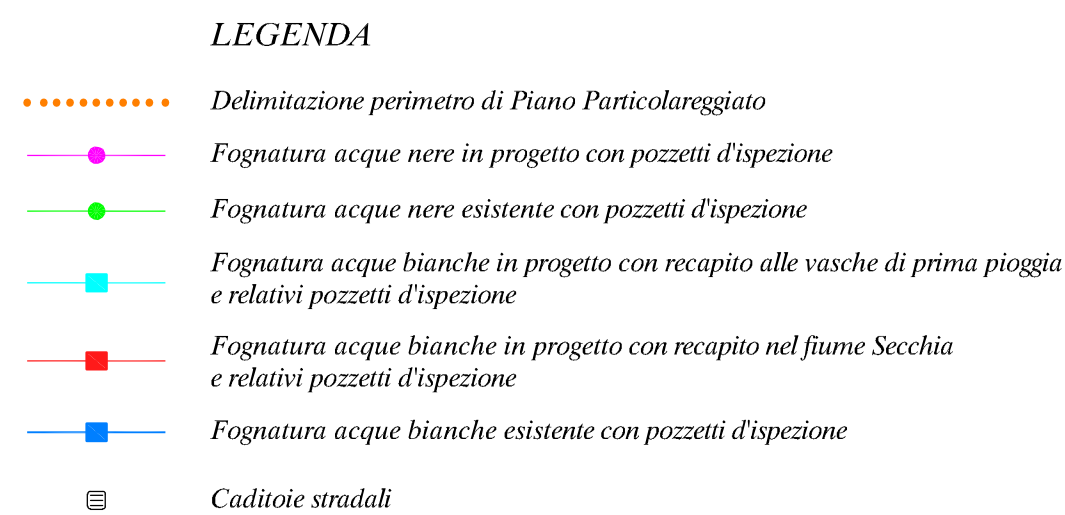 LEGENDA
Delimitazione perimetro di Piano Particolareggiato
Fognatura acque nere in progetto con pozzetti d'ispezione
Fognatura acque nere esistente con pozzetti d'ispezione
Fognatura acque bianche in progetto con recapito alle vasche di prima pioggia
e relativi pozzetti d'ispezione
Fognatura acque bianche in progetto con recapito nel fiume Secchia
e relativi pozzetti d'ispezione
Fognatura acque bianche esistente con pozzetti d'ispezione
Caditoie stradali